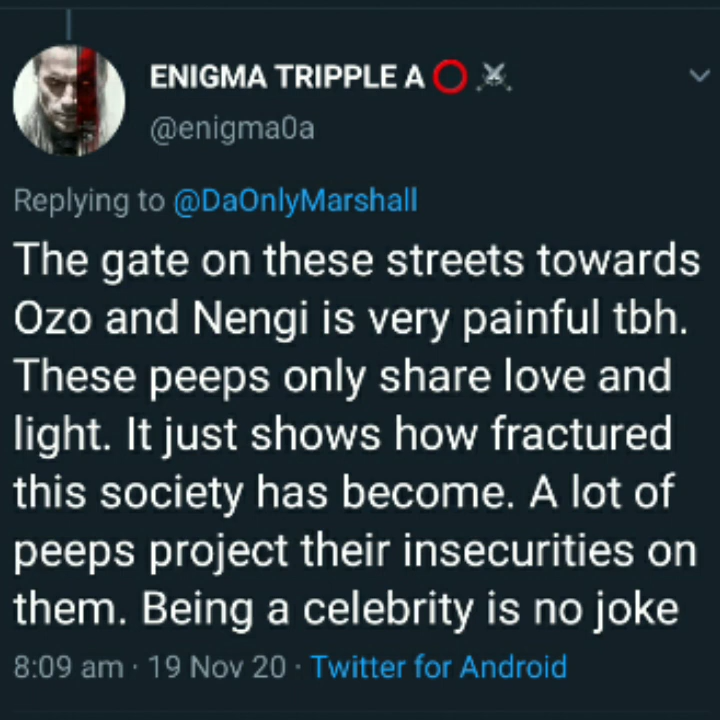 ENIGMA TRIPPLE A ⭕ ⚔
@enigma0a
Replying to @DaOnlyMarshall
The gate on these streets towards
Ozo and Nengi is very painful tbh.
These peeps only share love and
light. It just shows how fractured
this society has become. A lot of
peeps project their insecurities on
them. Being a celebrity is no joke
8:09 am · 19 Nov 20 · Twitter for Android